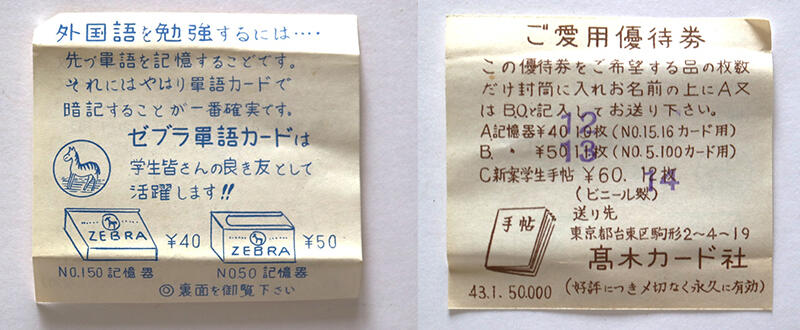 外国語を勉強するには‥‥
先づ単語を記憶することです。
それにはやはり単語カードで
暗記することが一番確実です。
ゼブラ單語カードは
学生皆さんの良き友として
活躍します!!
ZEBRA ¥40
ZEBRA ¥50
NO.150 記憶器
NO50 記憶器
◎裏面を御覧下さい
ご愛用優待券
この優待券をご希望する品の枚数
だけ封筒に入れお名前の上にA又
はB.Cと記入してお送り下さい。
A記憶器¥40 10枚 (NO.15.16カード用)
12
B. 〃 ¥50 11枚 (NO.5.100カード用)
13
C新案学生手帖 ¥60. 12枚
14
(ビニール製)
手帖
送り先
東京都台東区駒形2〜4〜19
髙木カード社
43.1.50.000 (好評につき〆切なく永久に有効)